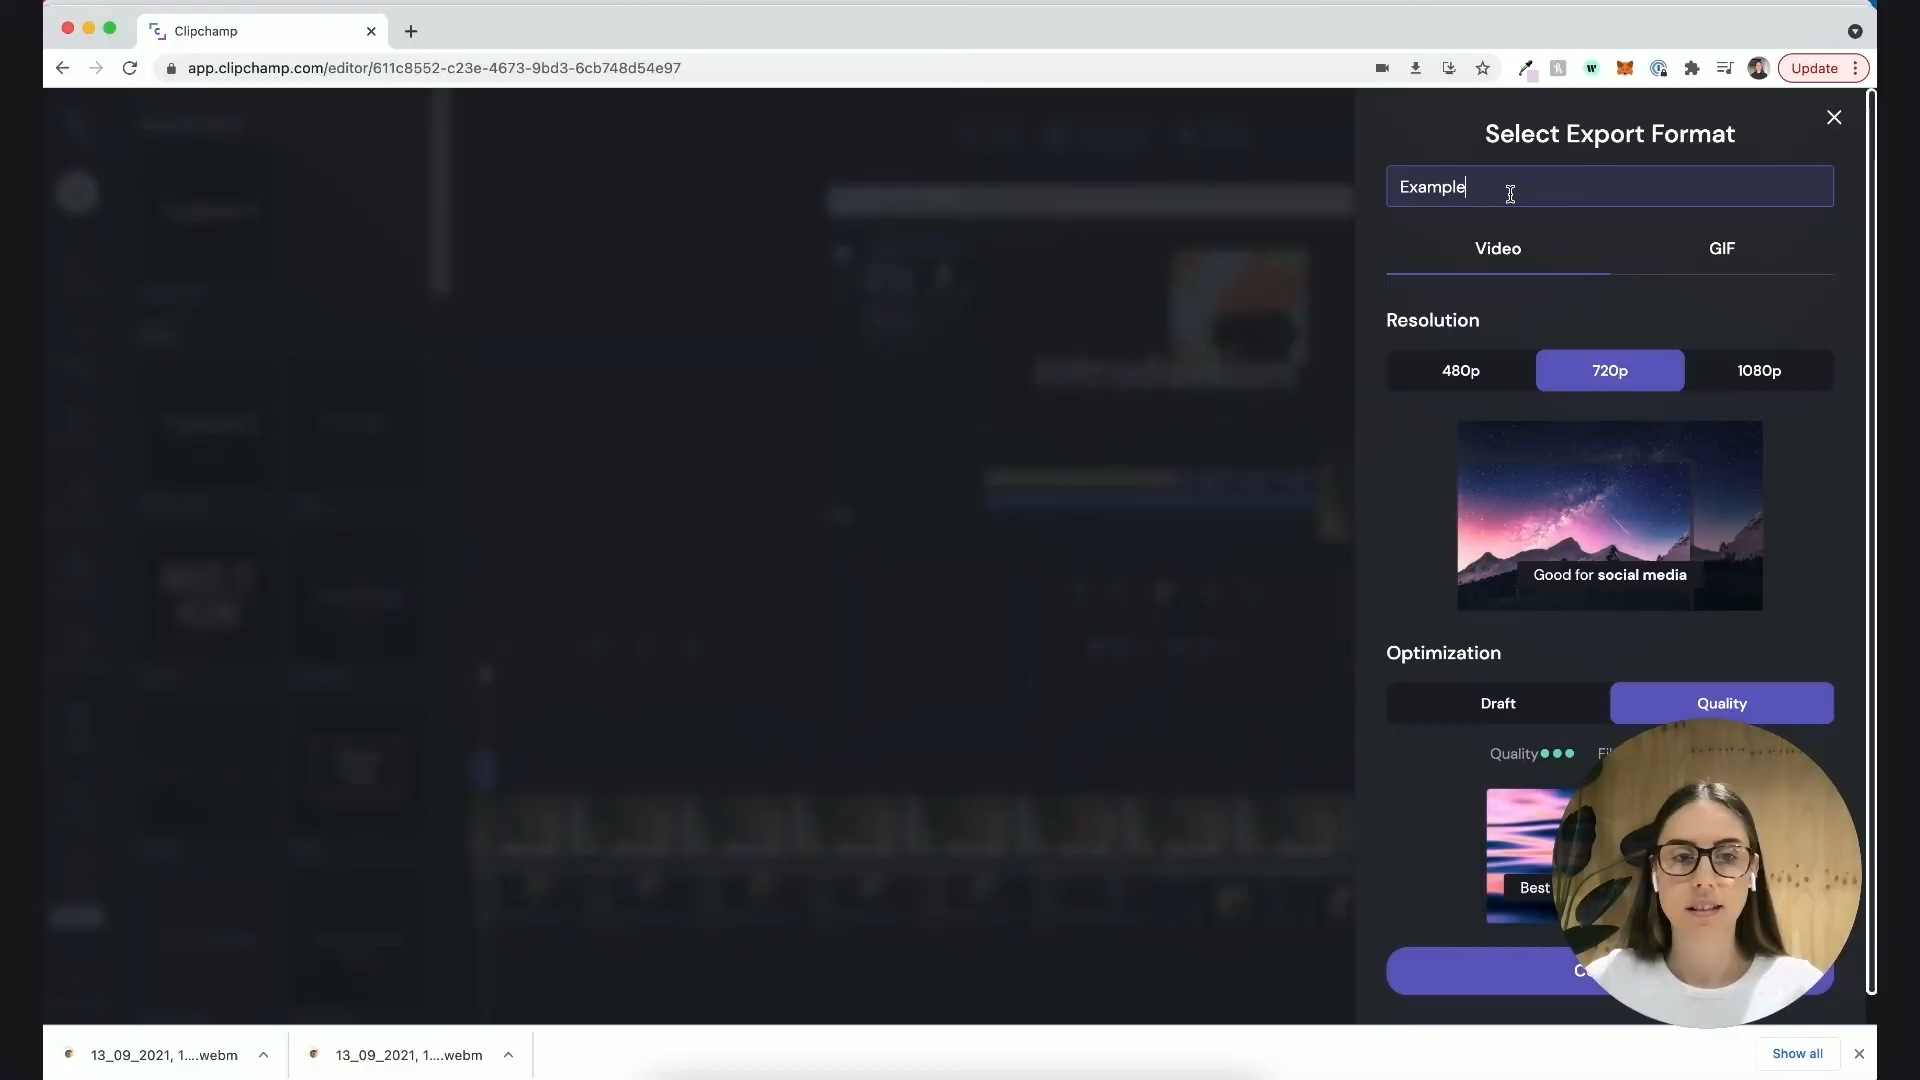 Clipchamp
app.clipchamp.com/editor/611c8552-c23e-4673-9bd3-6cb748d54e97
Update
Select Export Format
Example
Video
GIF
Resolution
480p
720p
1080p
Good for social media
Optimization
Draft
Quality
Quality
Best
13_09_2021, 1....webm
13_09_2021, 1....webm
Show all